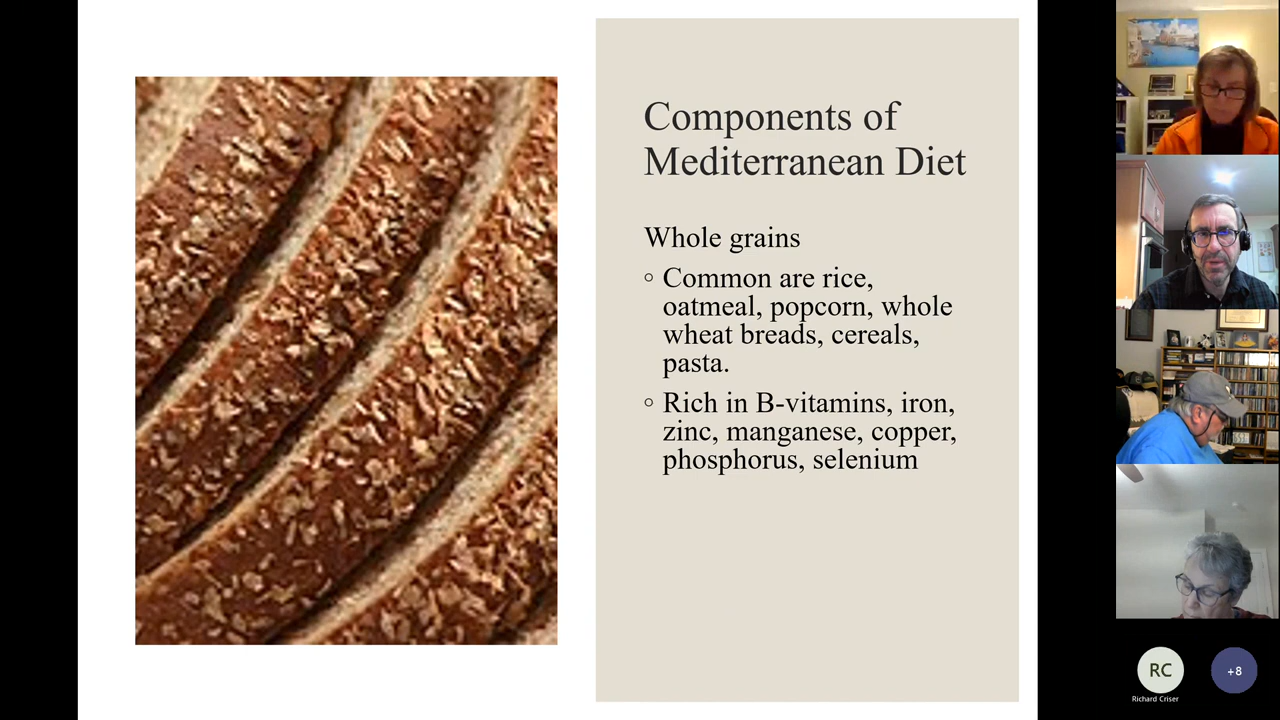 Components of
Mediterranean Diet
Whole grains
◦ Common are rice,
oatmeal, popcorn, whole
wheat breads, cereals,
pasta.
◦ Rich in B-vitamins, iron,
zinc, manganese, copper,
phosphorus, selenium
RC
+8
Richard Criser